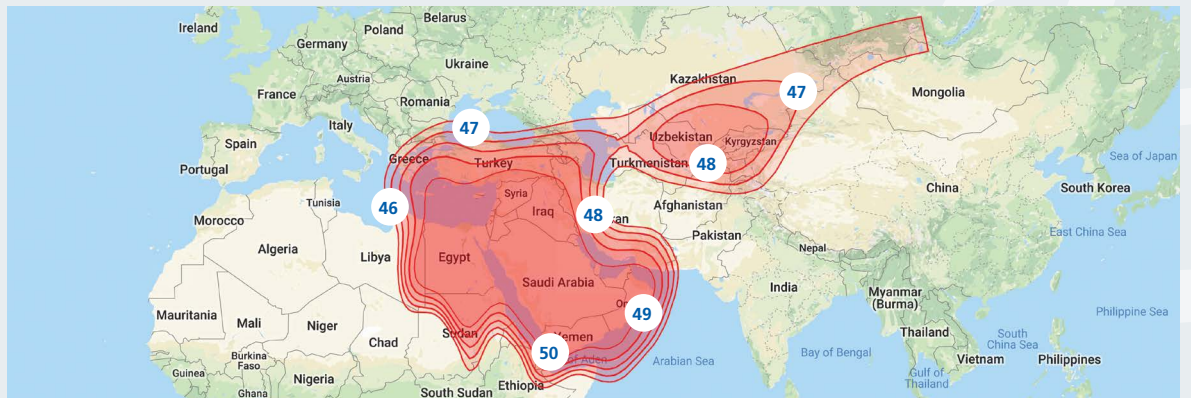 Ireland
Belarus
Poland
Germany
Ukraine
Austria
France
Romania
Kazakhstan
47
Mongolia
Italy
47
Spain
Uzbekistan
Kyrgyzstan
Portugal
Greece
Turkey
Turkmenistan
48
Sea of Japan
China
South Korea
Tunisia
Syria
Afghanistan
46
Iraq
48
Morocco
Pakistan
East China Sea
Algeria
Libya
Egypt
Nepal
Saudi Arabia
India
Myanmar
(Burma)
Mauritania
Mali
Niger
Chad
Sudan
49
Philippine Sea
Thailand
South
China Sea
50
Burkina
Faso
Arabian Sea
Bay of Bengal
Vietnam
Philippines
Guinea
Nigeria
Ethiopia
Gulf of
Thailand
Ghana
South Sudan